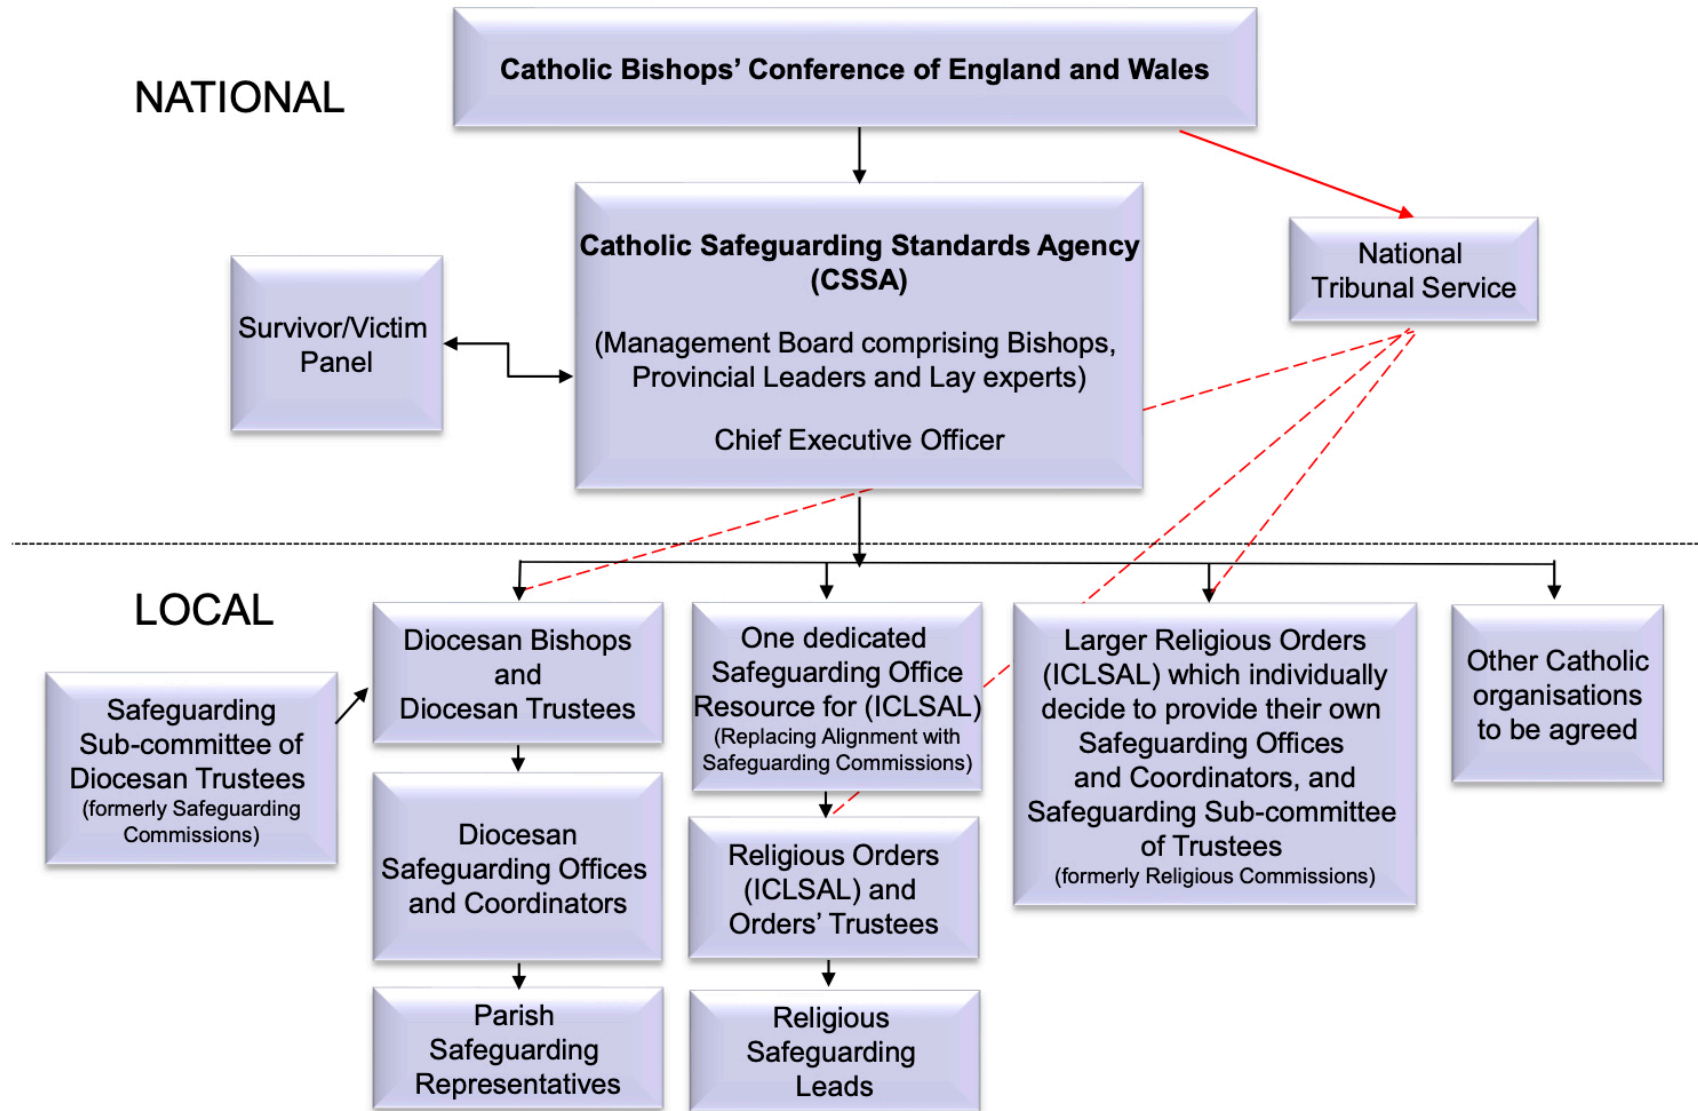 NATIONAL
Catholic Bishops’ Conference of England and Wales
Catholic Safeguarding Standards Agency
(CSSA)
(Management Board comprising Bishops,
Provincial Leaders and Lay experts)
Chief Executive Officer
Survivor/Victim
Panel
National
Tribunal Service
LOCAL
Safeguarding
Sub-committee of
Diocesan Trustees
(formerly Safeguarding
Commissions)
Diocesan Bishops
and
Diocesan Trustees
Diocesan
Safeguarding Offices
and Coordinators
Parish
Safeguarding
Representatives
One dedicated
Safeguarding Office
Resource for (ICLSAL)
(Replacing Alignment with
Safeguarding Commissions)
Religious Orders
(ICLSAL) and
Orders’ Trustees
Religious
Safeguarding
Leads
Larger Religious Orders
(ICLSAL) which individually
decide to provide their own
Safeguarding Offices
and Coordinators, and
Safeguarding Sub-committee
of Trustees
(formerly Religious Commissions)
Other Catholic
organisations
to be agreed